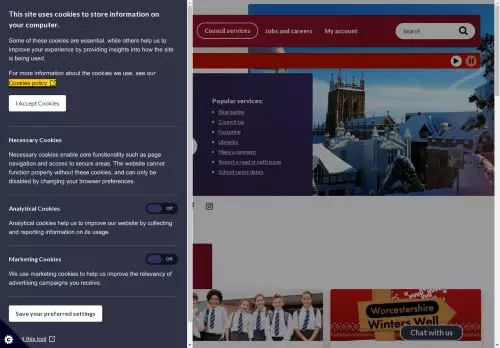 This site uses cookies to store information on
your computer.
Some of these cookies are essential, while others help us to
improve your experience by providing insights into how the site
is being used.
For more information about the cookies we use, see our
Cookies policy
I Accept Cookies
Necessary Cookies
Necessary cookies enable core functionality such as page
navigation and access to secure areas. The website cannot
function properly without these cookies, and can only be
disabled by changing your browser preferences.
Analytical Cookies
Off
Analytical cookies help us to improve our website by collecting
and reporting information on its usage.
Marketing Cookies
Off
We use marketing cookies to help us improve the relevancy of
advertising campaigns you receive.
Save your preferred settings
t this tool
Council services
Jobs and careers
My account
Search
Popular services:
Blue badge
Council tax
Fostering
Libraries
Make a payment
Report a road or path issue
School terms dates
Worcestershire
Winters Well
Chat with us